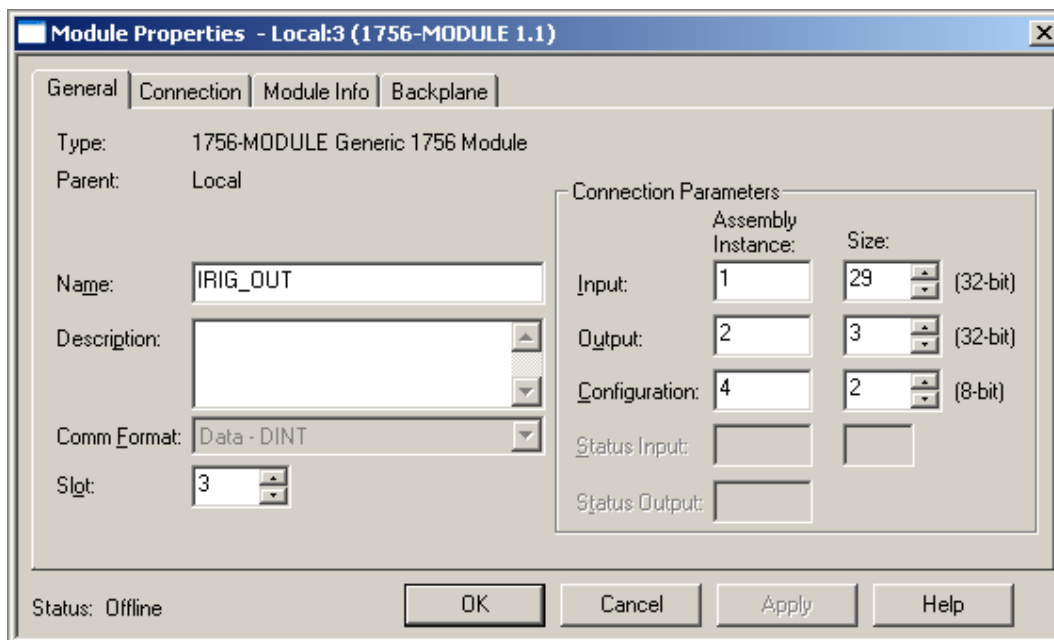 Module Properties - Local:3 (1756-MODULE 1.1)
General Connection Module Info Backplane
Type: 1756-MODULE Generic 1756 Module
Parent: Local
Name: IRIG_OUT
Description:
Comm Format: Data - DINT
Slot: 3
Connection Parameters
Assembly
Instance: Size:
Input: 1 29 (32-bit)
Output: 2 3 (32-bit)
Configuration: 4 2 (8-bit)
Status Input:
Status Output:
Status: Offline OK Cancel Apply Help